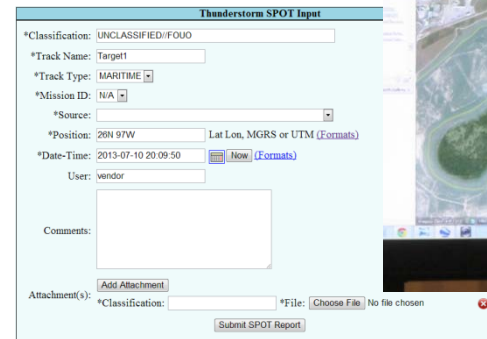 Thunderstorm SPOT Input
*Classification: UNCLASSIFIED//FOUO
*Track Name: Target1
*Track Type: MARITIME
*Mission ID: N/A
*Source:
*Position: 26N 97W Lat Lon, MGRS or UTM (Formats)
*Date-Time: 2013-07-10 20:09:50 Now (Formats)
User: vendor
Comments:
Attachment(s):
Add Attachment
*Classification: *File: Choose File No file chosen
Submit SPOT Report